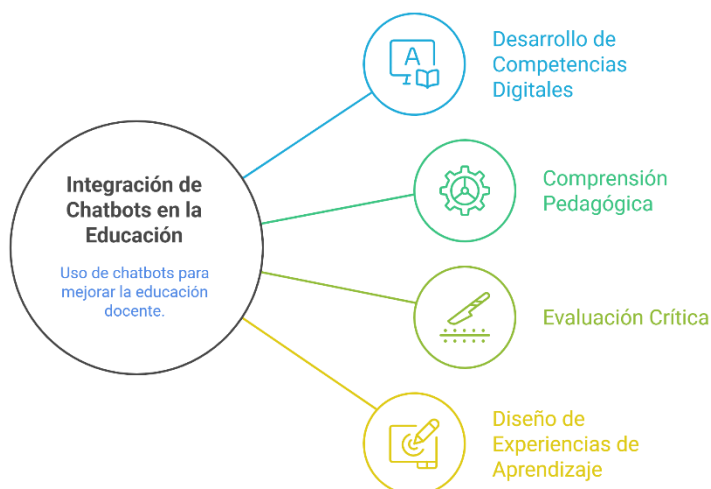 Integración de
Chatbots en la
Educación
Uso de chatbots para
mejorar la educación
docente.
A
Desarrollo de
Competencias
Digitales
Comprensión
Pedagógica
Evaluación Crítica
Diseño de
Experiencias de
Aprendizaje